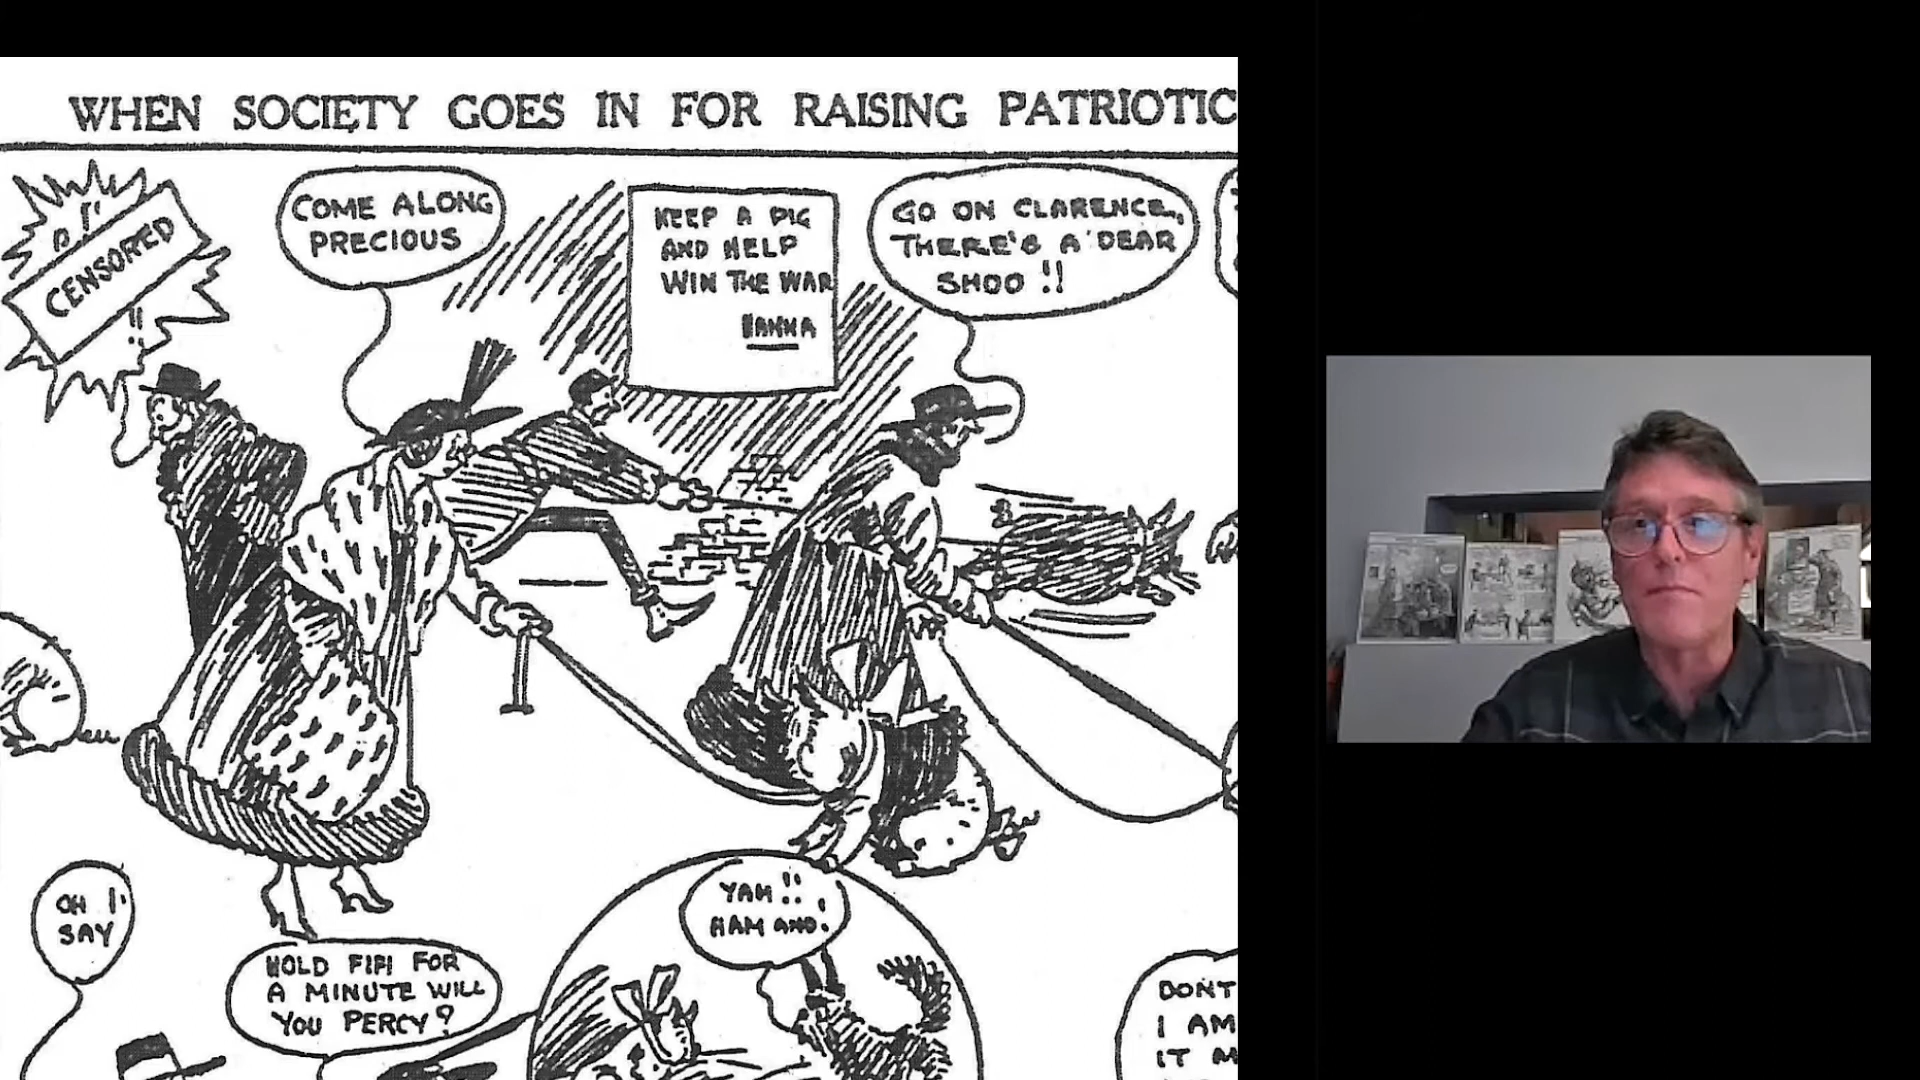 WHEN SOCIETY GOES IN FOR RAISING PATRIOTIC
CENSORED
!!
COME ALONG
PRECIOUS
KEEP A PIG
AND HELP
WIN THE WAR
HANNA
GO ON CLARENCE,
THERE'S A DEAR
SHOO !!
OH I
SAY
HOLD FIFI FOR
A MINUTE WILL
YOU PERCY?
YAH!!
HAM AND!
DONT
I AM
IT M